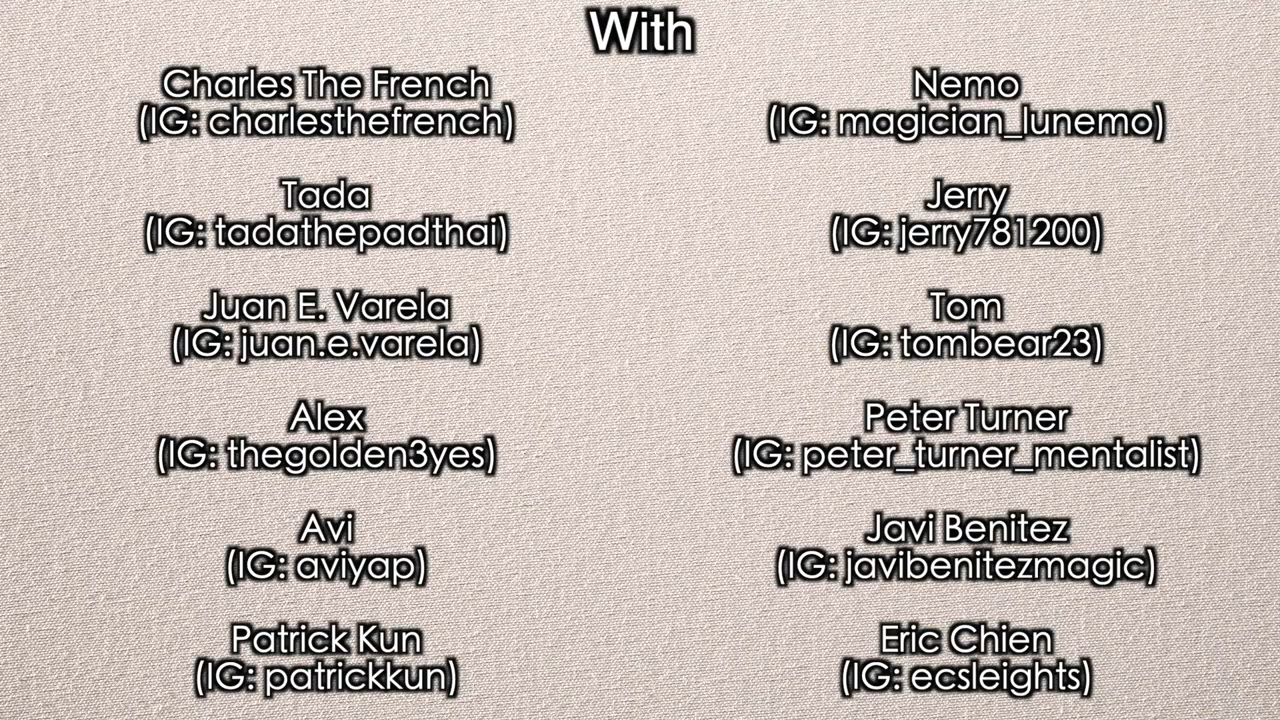 With
Charles The French
(IG: charlesthefrench)
Tada
(IG: tadathepadthai)
Juan E. Varela
(IG: juan.e.varela)
Alex
(IG: thegolden3yes)
Avi
(IG: aviyap)
Patrick Kun
(IG: patrickkun)
Nemo
(IG: magician_lunemo)
Jerry
(IG: jerry781200)
Tom
(IG: tombear23)
Peter Turner
(IG: peter_turner_mentalist)
Javi Benitez
(IG: javibenitezmagic)
Eric Chien
(IG: ecsleights)